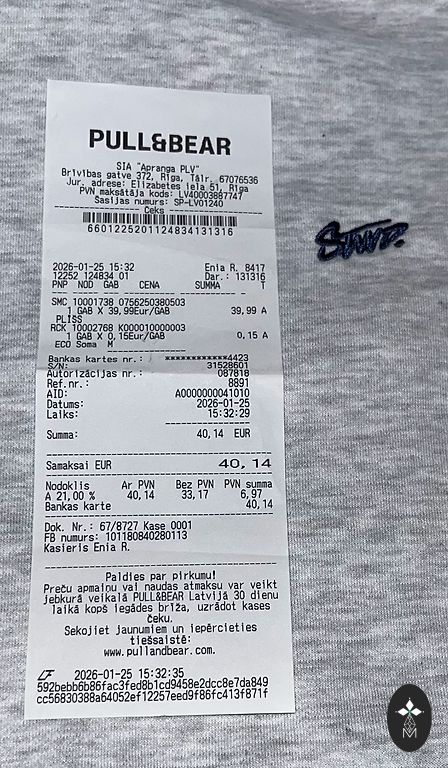 PULL&BEAR
SIA "Apranga PLV"
Brīvības gatve 372, Rīga, Tālr. 67076536
Jur. adrese: Elizabetes iela 51, Rīga
PVN maksātāja kods: LV40003887747
Sasijas numurs: SP-LV01240
Čeks
6601225201124834131316
2026-01-25 15:32 Enia R. 8417
12252 124834 01 Dar.: 131316
PNP NOD GAB CENA SUMMA T
SMC 10001738 0756250380503
1 GAB X 39,99Eur/GAB 39,99 A
PLISS
RCK 10002768 K000010000003
1 GAB X 0,15Eur/GAB 0,15 A
ECO Soma M
Bankas kartes nr.: ************4423
S/N: 31528601
Autorizācijas nr.: 087818
Ref.nr.: 8891
AID: A0000000041010
Datums: 2026-01-25
Laiks: 15:32:29
Summa: 40,14 EUR
Samaksai EUR 40,14
Nodoklis Ar PVN Bez PVN PVN summa
A 21,00 % 40,14 33,17 6,97
Bankas karte 40,14
Dok. Nr.: 67/8727 Kase 0001
FB numurs: 101180840280113
Kasieris Enia R.
Paldies par pirkumu!
Preču apmaiņu vai naudas atmaksu var veikt
jebkurā veikalā PULL&BEAR Latvijā 30 dienu
laikā kopš iegādes brīža, uzrādot kases
čeku.
Sekojiet jaunumiem un iepērcieties
tiešsaistē:
www.pullandbear.com.
LF 2026-01-25 15:32:35
592bebb6b86fac3fed8b1cd9458e2dcc8e7da849
cc56830388a64052ef12257eed9f86fc413f871f
M